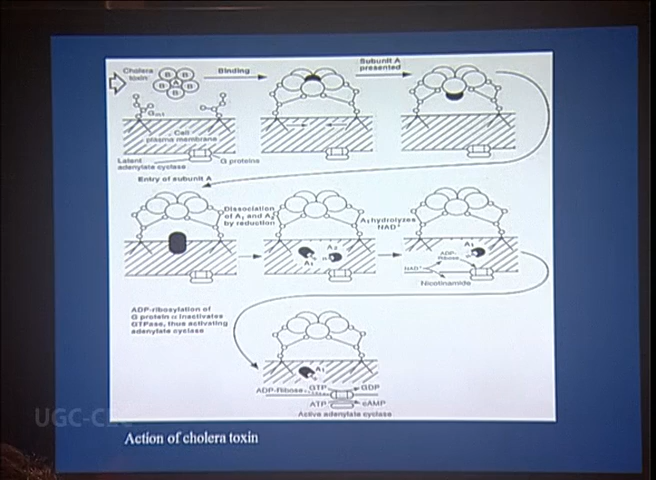 Cholera
toxin
B B
B A B
B
Binding
Subunit A
presented
GM1
Cell
plasma membrane
Latent
adenylate cyclase
G proteins
Entry of subunit A
Dissociation
of A1 and A2
by reduction
A1 hydrolyzes
NAD+
A2
A1
A1
ADP-
Ribose
NAD+
Nicotinamide
ADP-ribosylation of
G protein α inactivates
GTPase, thus activating
adenylate cyclase
A1
ADP-Ribose
GTP
GDP
ATP
cAMP
Active adenylate cyclase
UGC-CEC
Action of cholera toxin